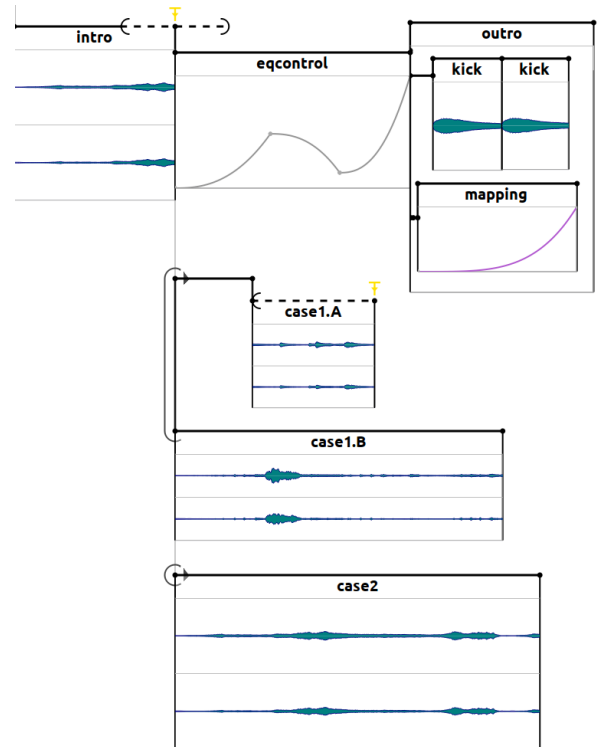 intro
outro
eqcontrol
kick kick
mapping
case1.A
case1.B
case2